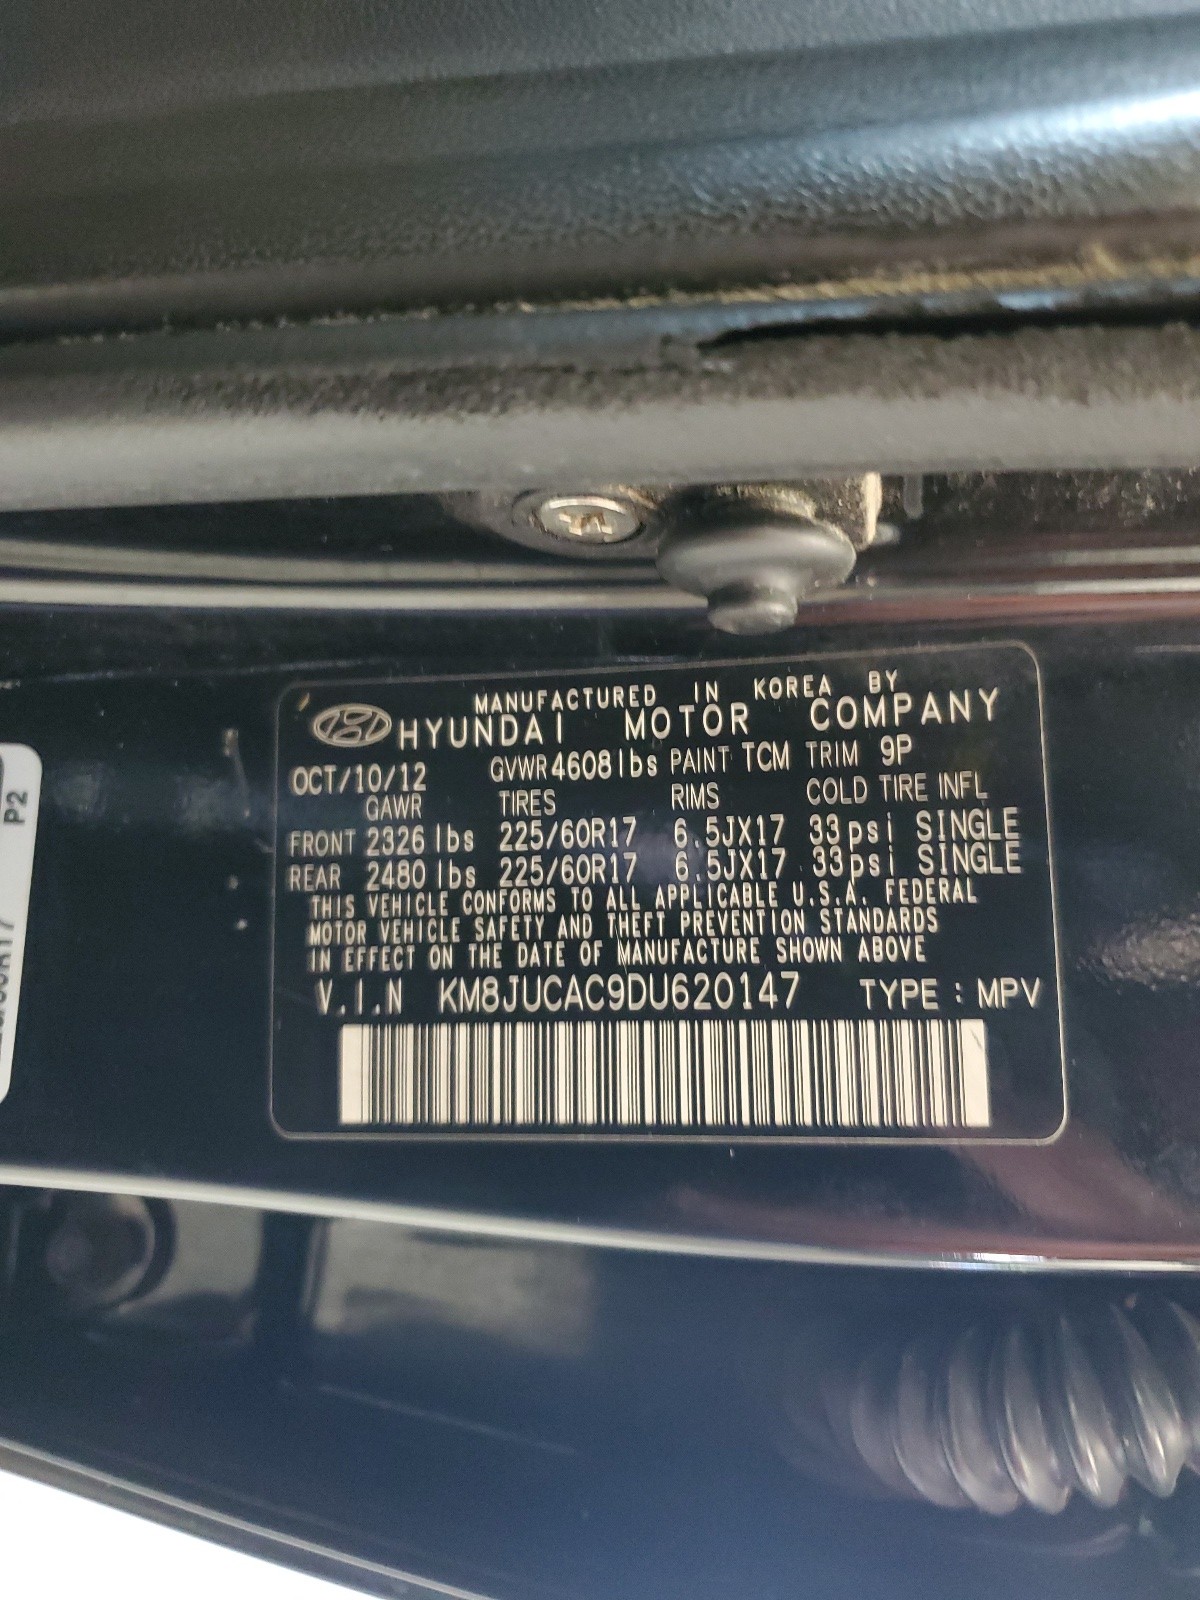 MANUFACTURED IN KOREA BY
HYUNDAI MOTOR COMPANY
OCT/10/12 GVWR 4608lbs PAINT TCM TRIM 9P
GAWR TIRES RIMS COLD TIRE INFL
FRONT 2326 lbs 225/60R17 6.5JX17 33psi SINGLE
REAR 2480 lbs 225/60R17 6.5JX17 33psi SINGLE
THIS VEHICLE CONFORMS TO ALL APPLICABLE U.S.A. FEDERAL
MOTOR VEHICLE SAFETY AND THEFT PREVENTION STANDARDS
IN EFFECT ON THE DATE OF MANUFACTURE SHOWN ABOVE
V.I.N KM8JUCAC9DU620147 TYPE : MPV
P2